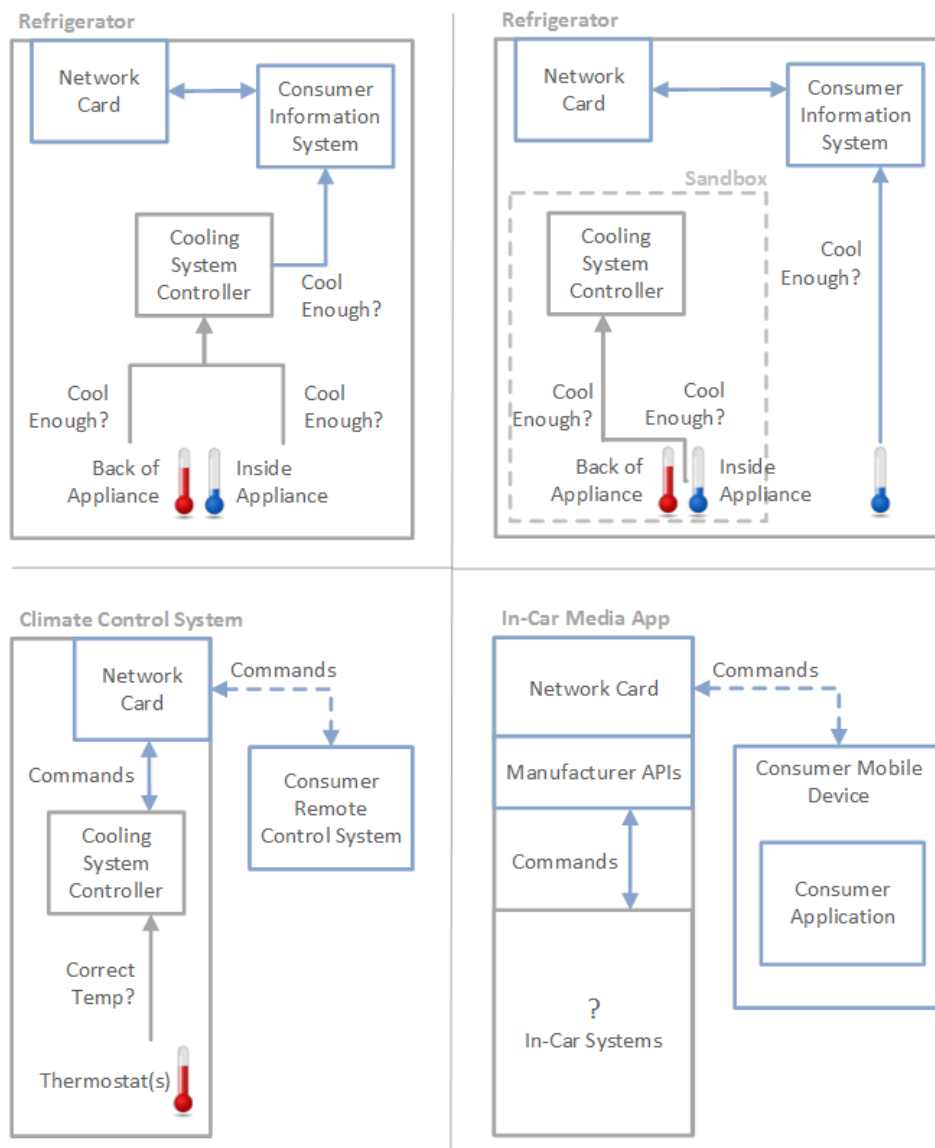 Refrigerator
Network
Card
Consumer
Information
System
Cooling
System
Controller
Cool
Enough?
Cool
Enough?
Cool
Enough?
Back of
Appliance
Inside
Appliance
Refrigerator
Network
Card
Consumer
Information
System
Sandbox
Cooling
System
Controller
Cool
Enough?
Cool
Enough?
Cool
Enough?
Back of
Appliance
Inside
Appliance
Climate Control System
Network
Card
Commands
Commands
Consumer
Remote
Control System
Cooling
System
Controller
Correct
Temp?
Thermostat(s)
In-Car Media App
Network Card
Commands
Manufacturer APIs
Consumer Mobile
Device
Commands
Consumer
Application
?
In-Car Systems